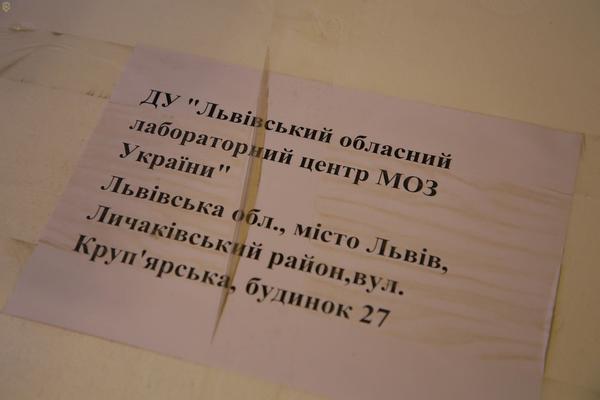 ДУ "Львівський обласний
лабораторний центр МОЗ
України"
Львівська обл., місто Львів,
Личаківський район,вул.
Круп'ярська, будинок 27